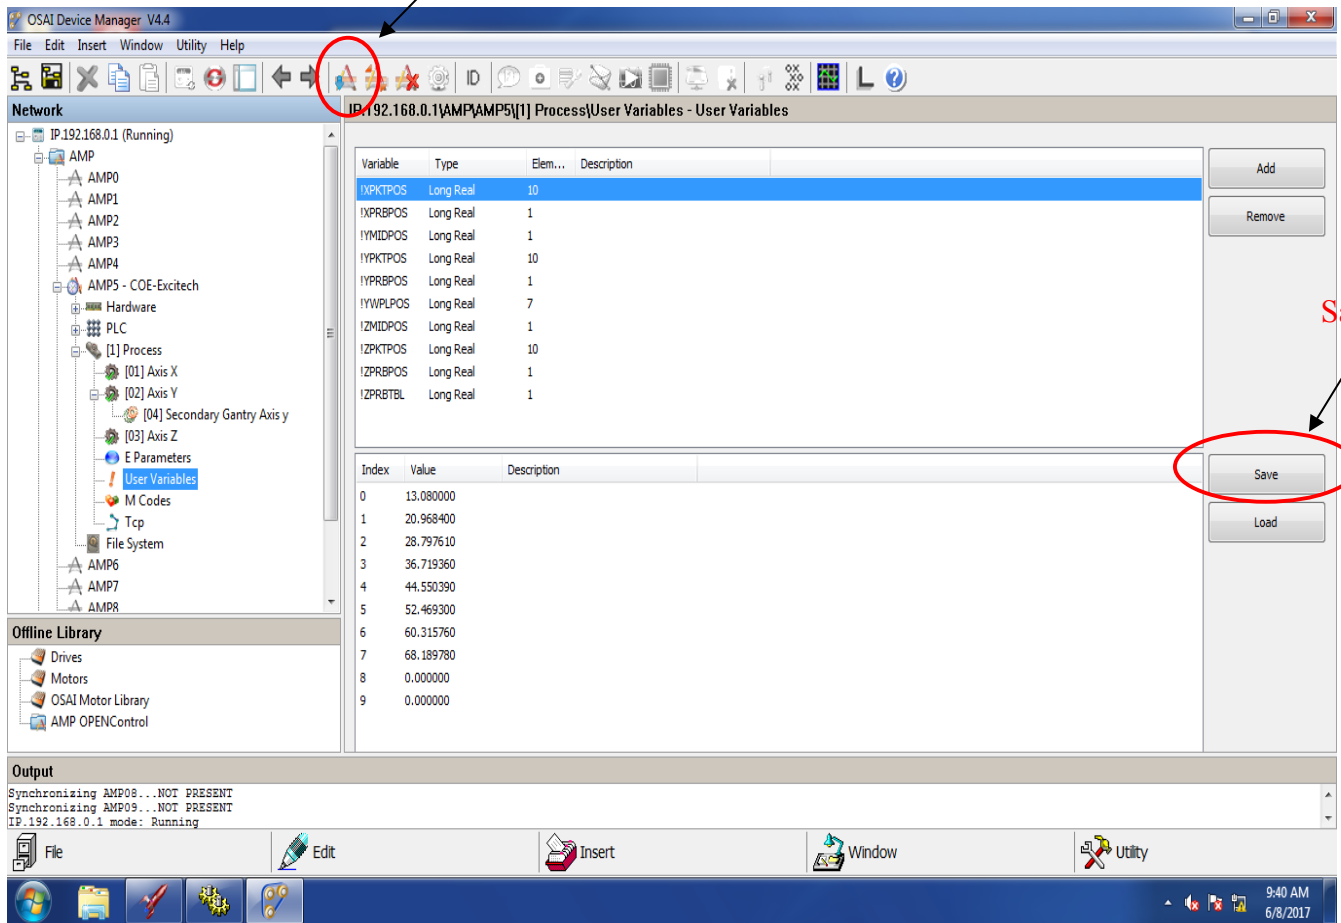 OSAI Device Manager V4.4
File Edit Insert Window Utility Help
ID
Network
IP.192.168.0.1\AMP\AMP5\[1] Process\User Variables - User Variables
IP.192.168.0.1 (Running)
AMP
AMP0
AMP1
AMP2
AMP3
AMP4
AMP5 - COE-Excitech
Hardware
PLC
[1] Process
[01] Axis X
[02] Axis Y
[04] Secondary Gantry Axis y
[03] Axis Z
E Parameters
User Variables
M Codes
Tcp
File System
AMP6
AMP7
AMP8
Variable Type Elem... Description
!XPKTPOS Long Real 10
!XPRBPOS Long Real 1
!YMIDPOS Long Real 1
!YPKTPOS Long Real 10
!YPRBPOS Long Real 1
!YWPLPOS Long Real 7
!ZMIDPOS Long Real 1
!ZPKTPOS Long Real 10
!ZPRBPOS Long Real 1
!ZPRBTBL Long Real 1
Add
Remove
Index Value Description
0 13.080000
1 20.968400
2 28.797610
3 36.719360
4 44.550390
5 52.469300
6 60.315760
7 68.189780
8 0.000000
9 0.000000
Save
Load
Offline Library
Drives
Motors
OSAI Motor Library
AMP OPENControl
Output
Synchronizing AMP08...NOT PRESENT
Synchronizing AMP09...NOT PRESENT
IP.192.168.0.1 mode: Running
File Edit Insert Window Utility
9:40 AM
6/8/2017